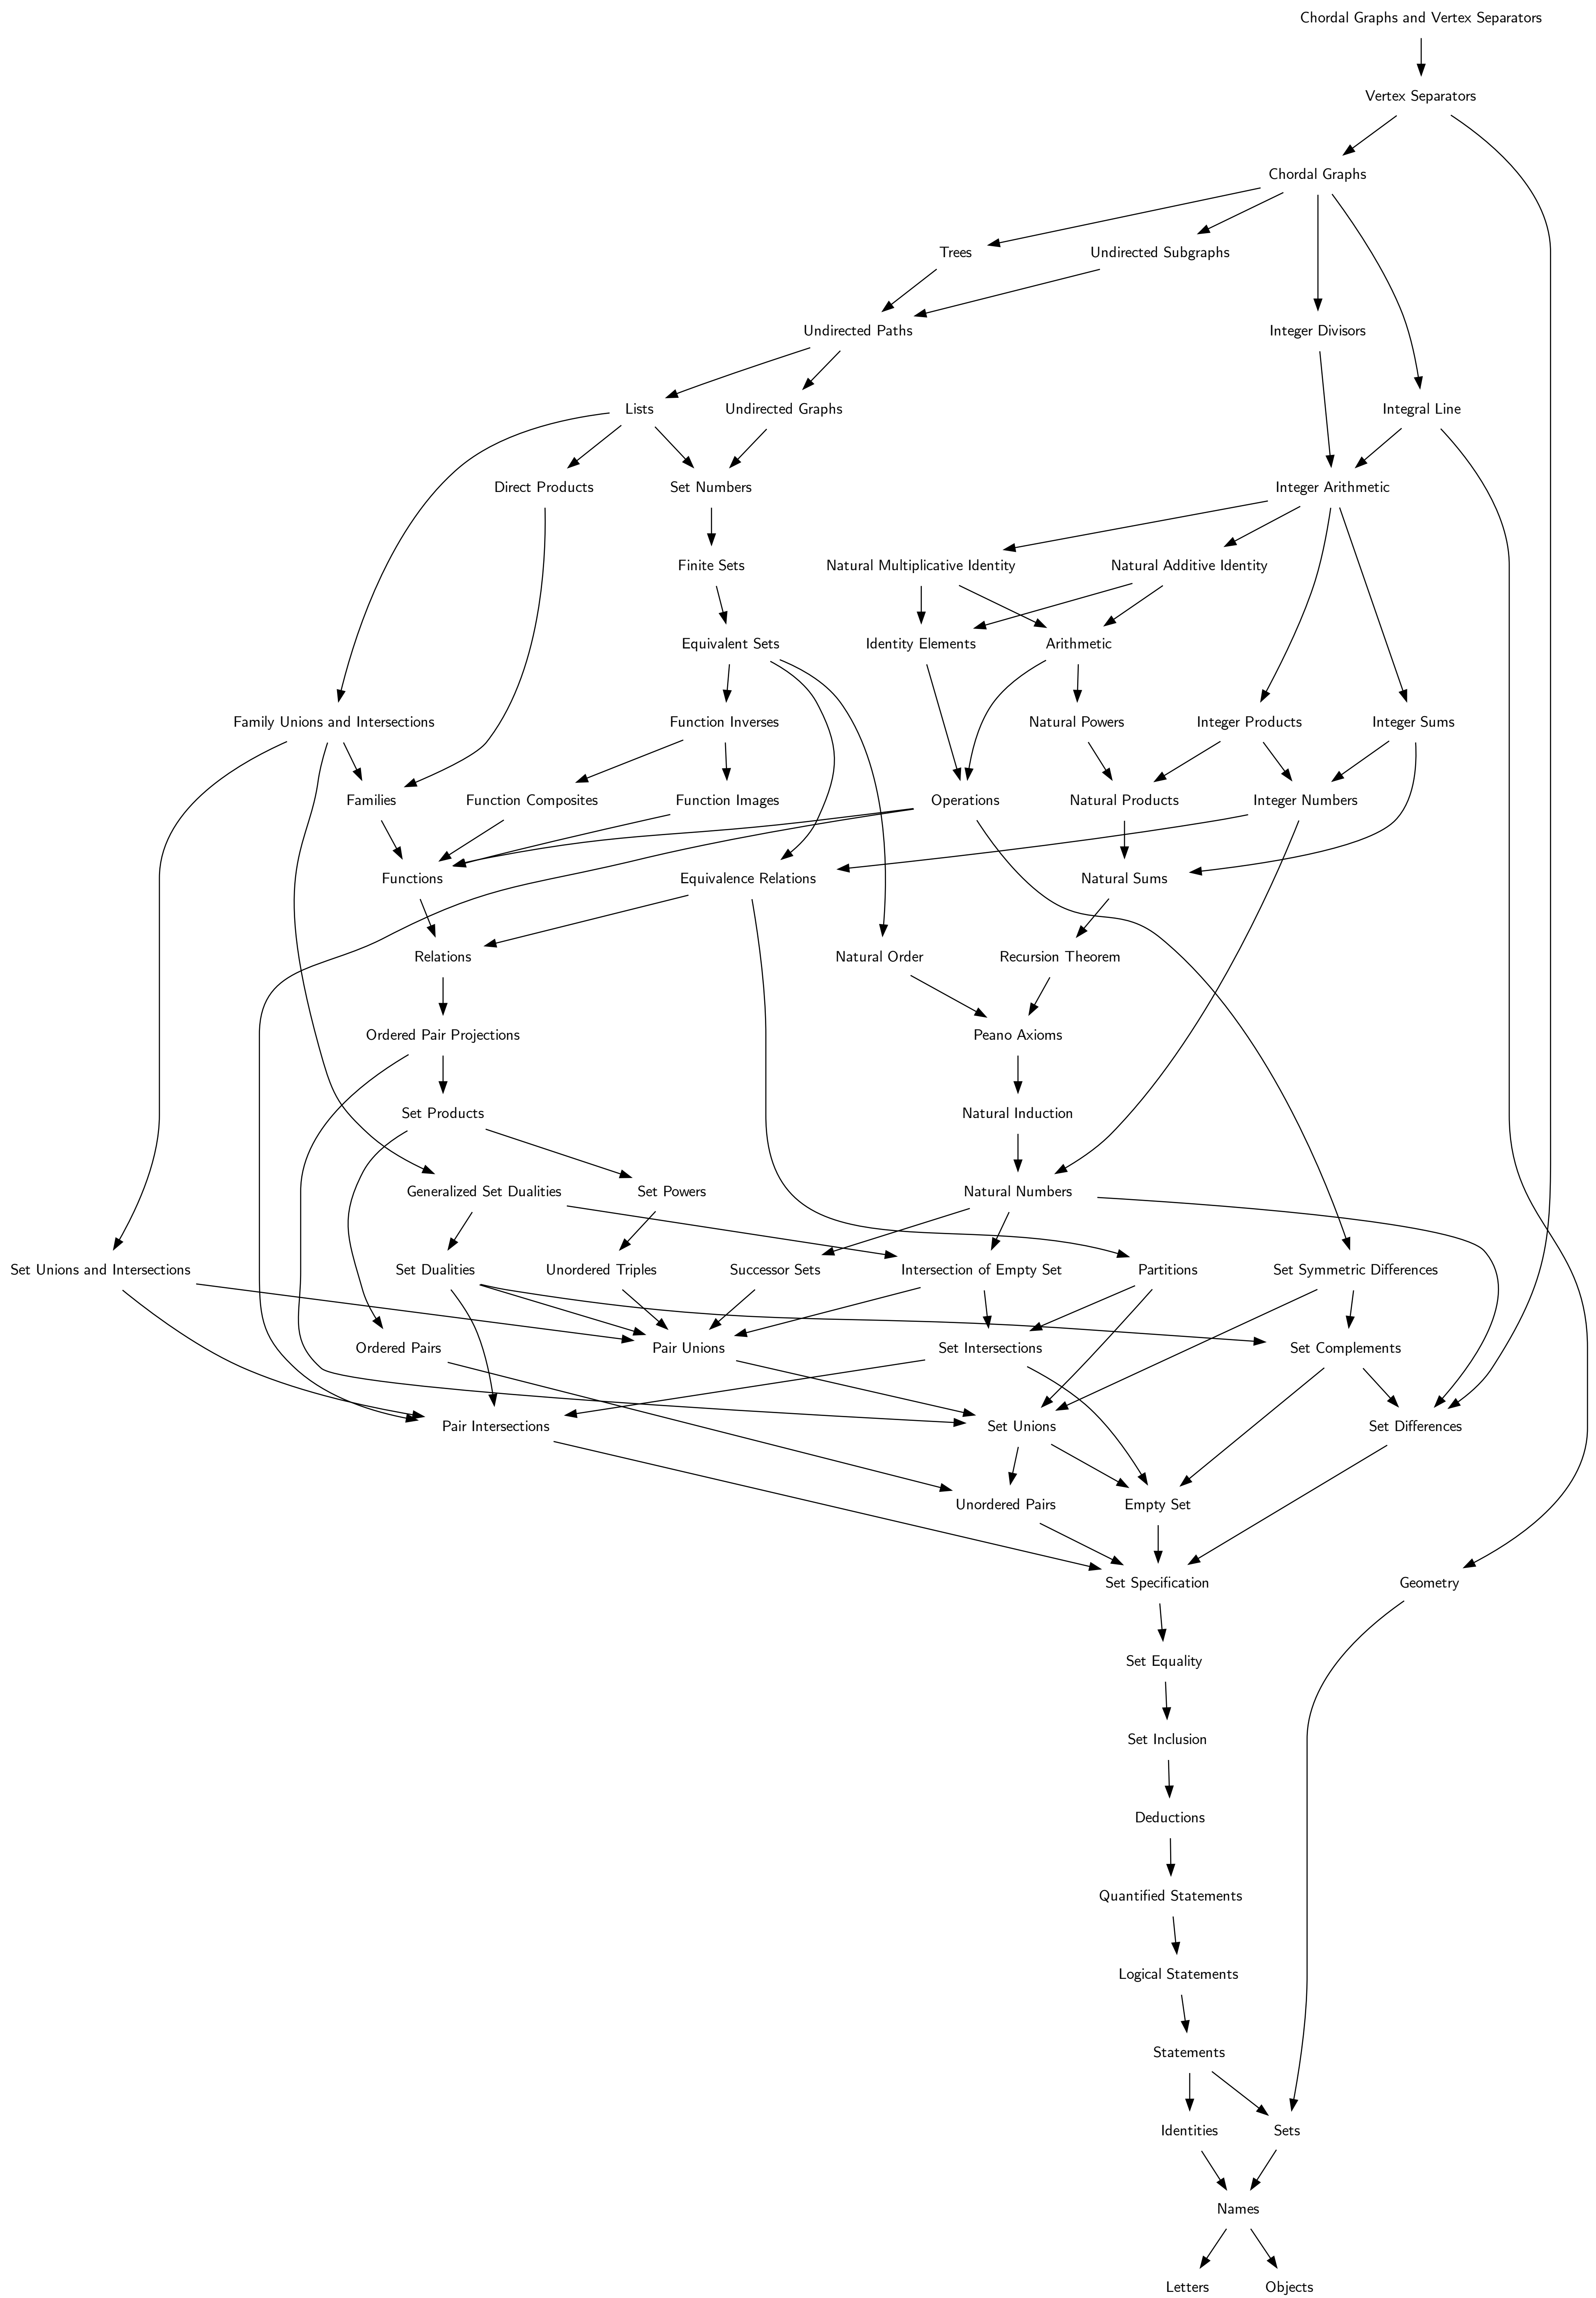 Chordal Graphs and Vertex Separators
Vertex Separators
Chordal Graphs
Trees
Undirected Subgraphs
Undirected Paths
Integer Divisors
Lists
Undirected Graphs
Integral Line
Direct Products
Set Numbers
Integer Arithmetic
Finite Sets
Natural Multiplicative Identity
Natural Additive Identity
Equivalent Sets
Identity Elements
Arithmetic
Family Unions and Intersections
Function Inverses
Natural Powers
Integer Products
Integer Sums
Families
Function Composites
Function Images
Operations
Natural Products
Integer Numbers
Functions
Equivalence Relations
Natural Sums
Relations
Natural Order
Recursion Theorem
Ordered Pair Projections
Peano Axioms
Set Products
Natural Induction
Generalized Set Dualities
Set Powers
Natural Numbers
Set Unions and Intersections
Set Dualities
Unordered Triples
Successor Sets
Intersection of Empty Set
Partitions
Set Symmetric Differences
Ordered Pairs
Pair Unions
Set Intersections
Set Complements
Pair Intersections
Set Unions
Set Differences
Unordered Pairs
Empty Set
Set Specification
Geometry
Set Equality
Set Inclusion
Deductions
Quantified Statements
Logical Statements
Statements
Identities
Sets
Names
Letters
Objects